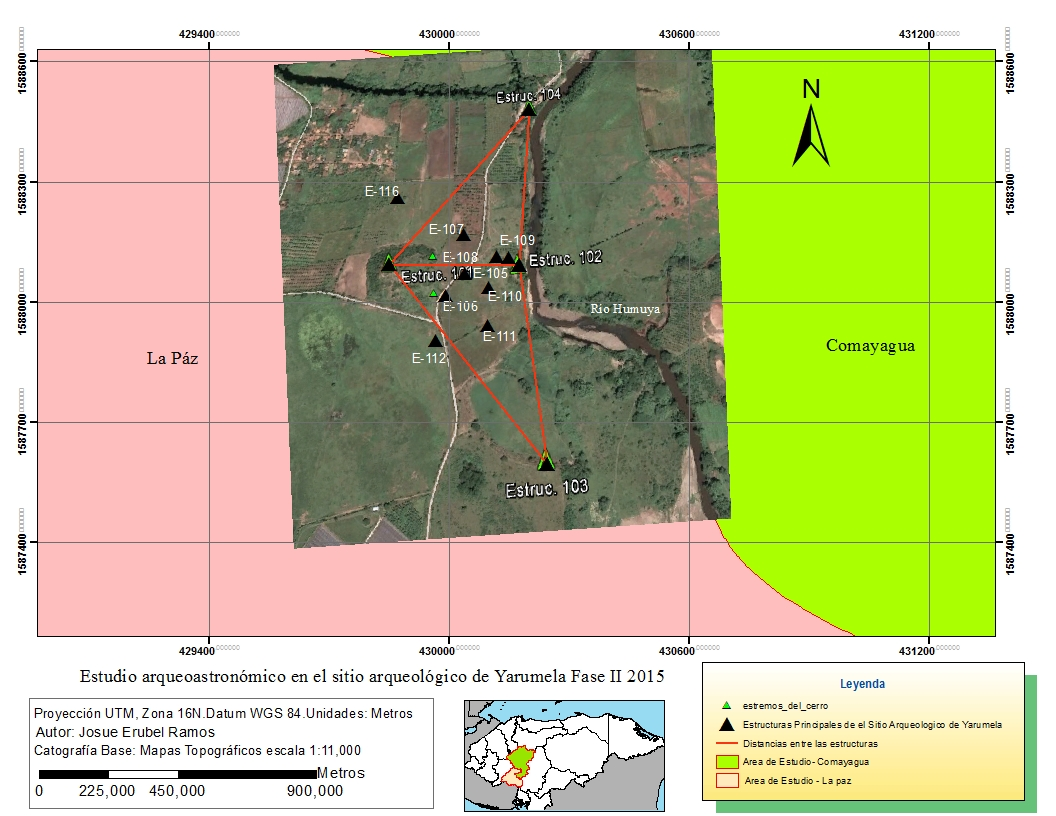 429400 430000 430600 431200
1588600 1588600
N
Estruc. 104
1588300 1588300
E-116
E-107
E-109
E-108
Estruc. 102
Estruc. 101
E-105
E-110
1588000 1588000
E-106
Rio Humuya
E-111
La Páz
Comayagua
E-112
1587700 1587700
Estruc. 103
1587400 1587400
429400 430000 430600 431200
Estudio arqueoastronómico en el sitio arqueológico de Yarumela Fase II 2015
Proyección UTM, Zona 16N.Datum WGS 84.Unidades: Metros
Autor: Josue Erubel Ramos
Catografía Base: Mapas Topográficos escala 1:11,000
Metros
0 225,000 450,000 900,000
Leyenda
estremos_del_cerro
Estructuras Principales de el Sitio Arqueologico de Yarumela
Distancias entre las estructuras
Area de Estudio- Comayagua
Area de Estudio - La paz